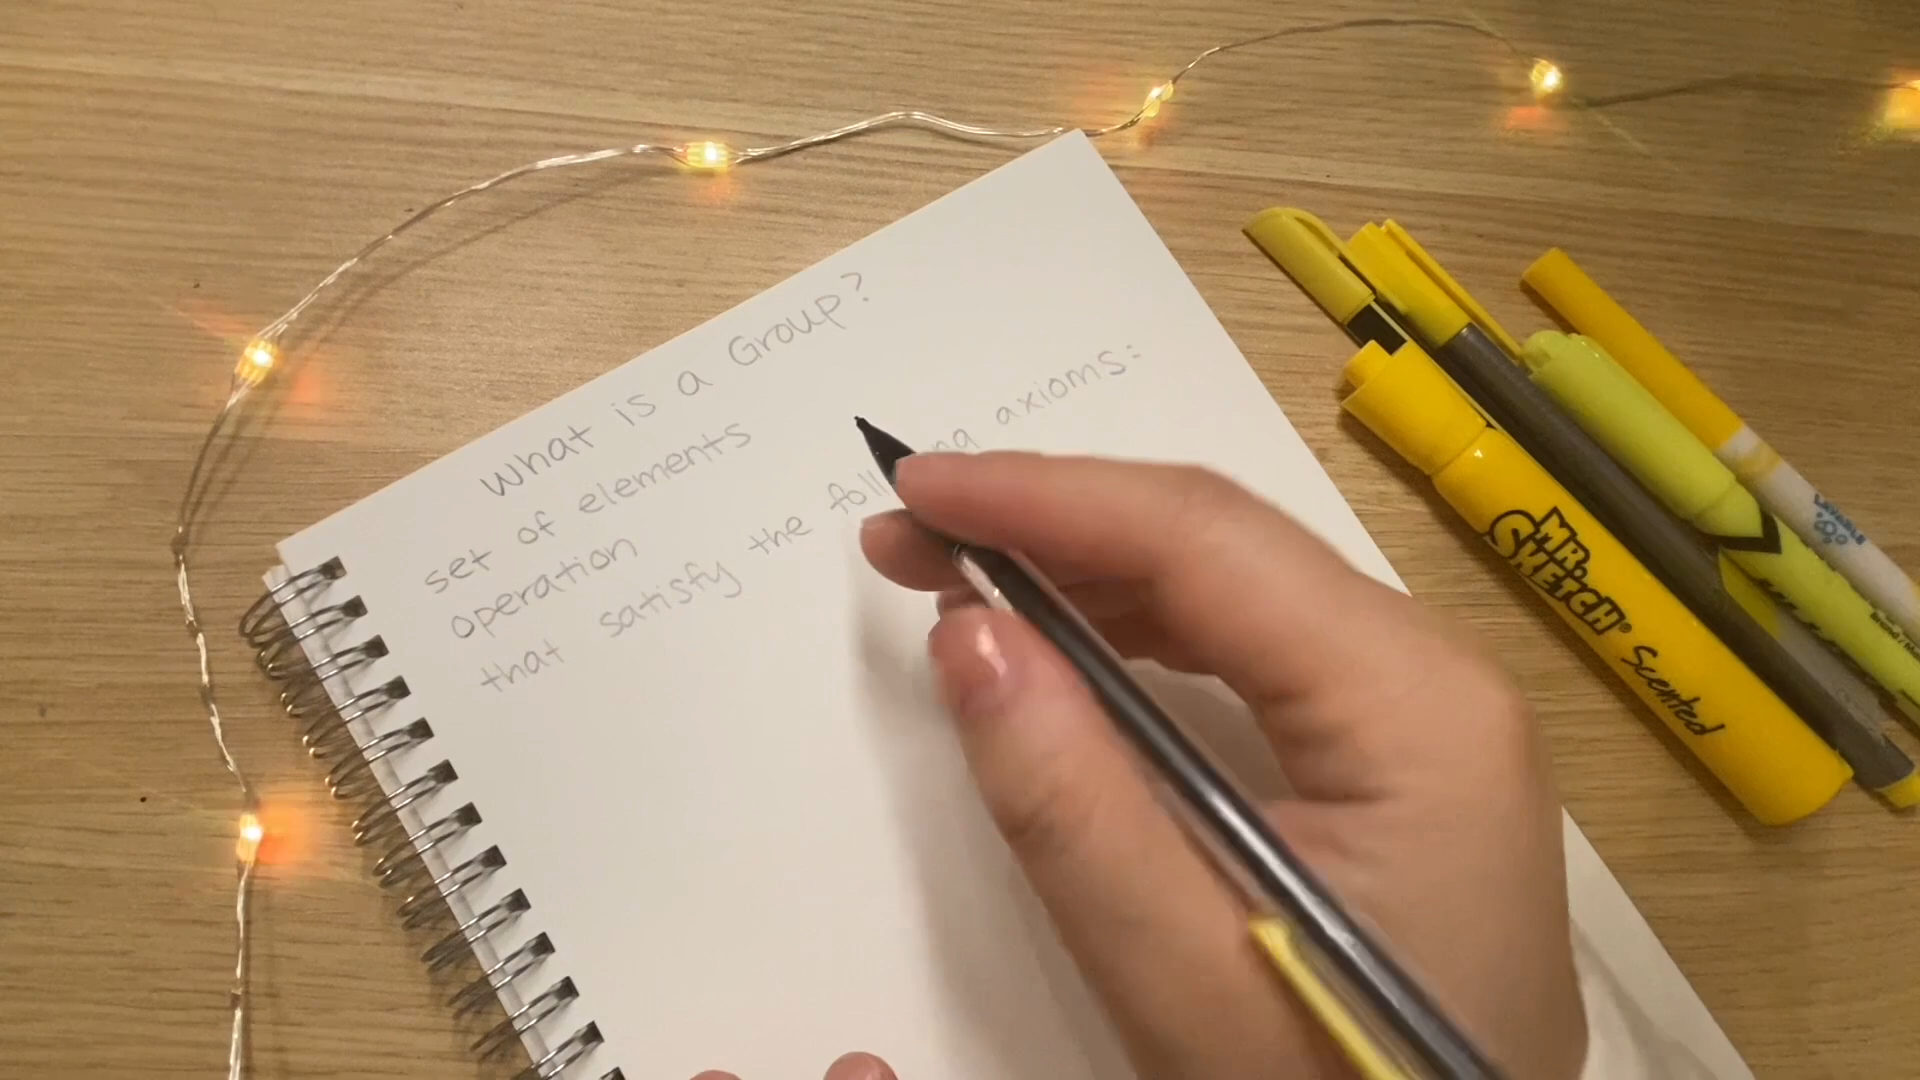 What is a Group?
set of elements
operation
that satisfy the axioms:
MR.
SKETCH®
Scented